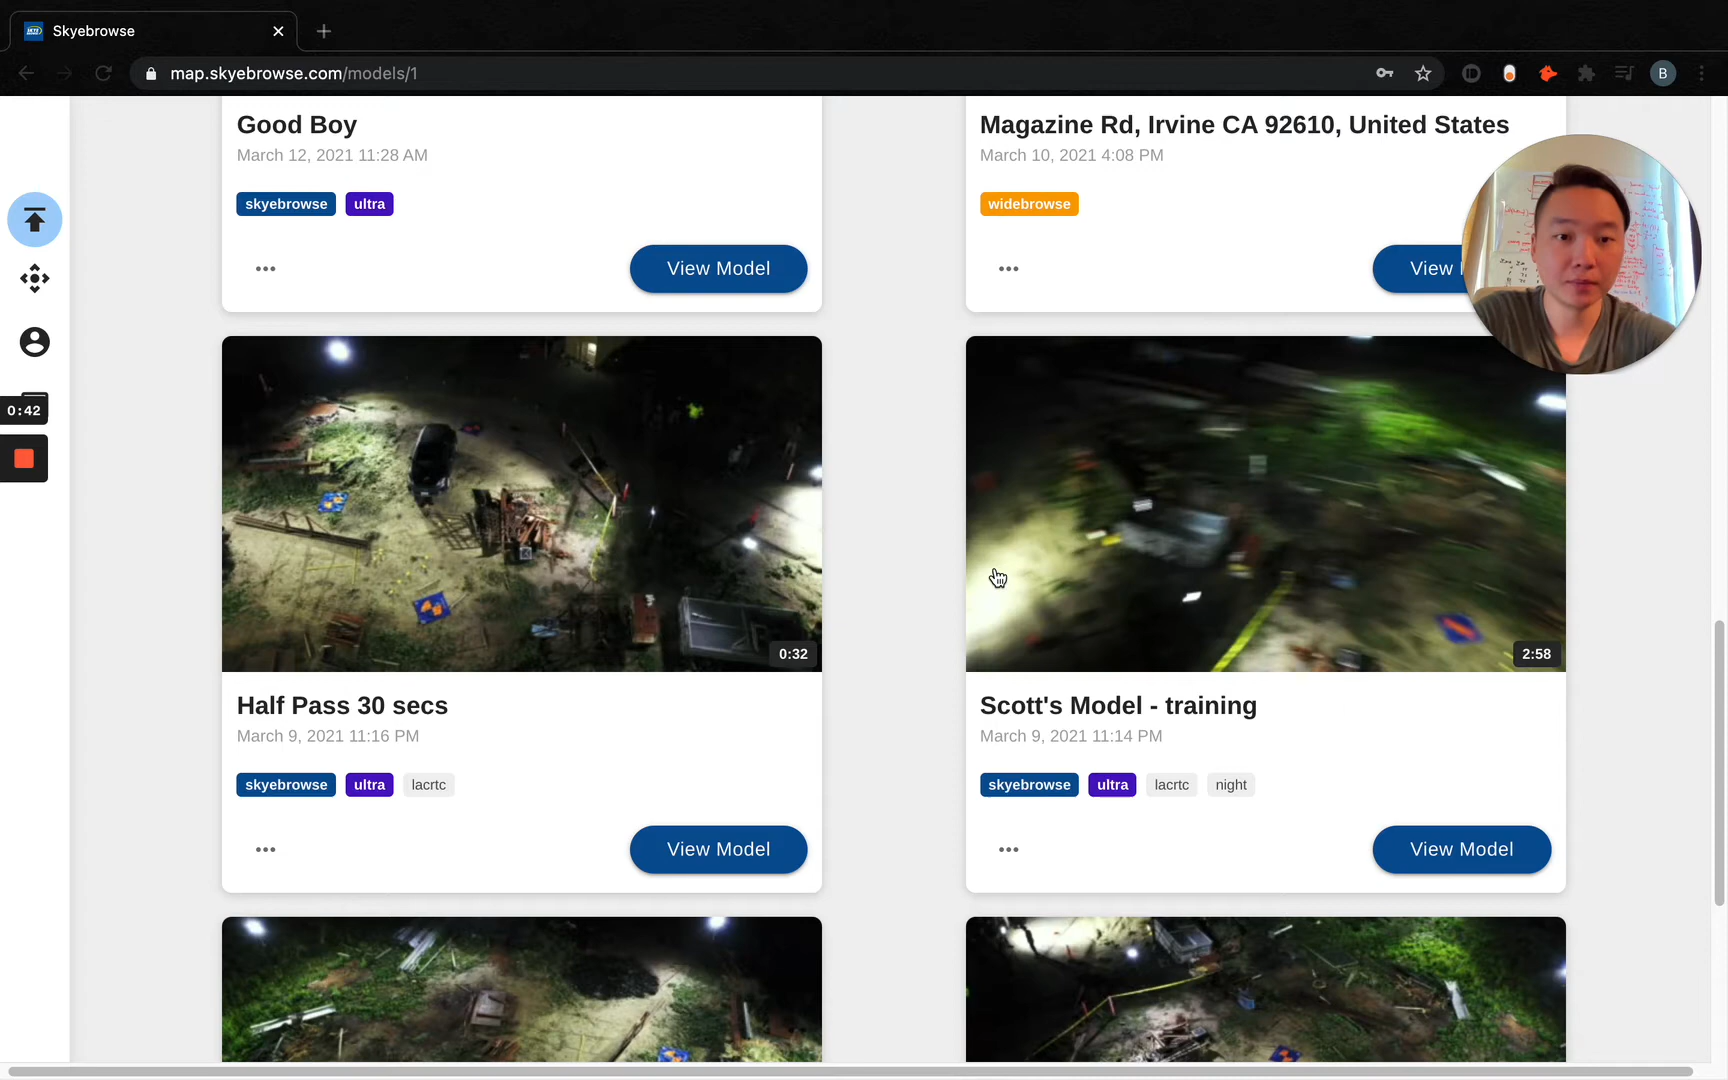 Skyebrowse
map.skyebrowse.com/models/1
B
Good Boy
March 12, 2021 11:28 AM
skyebrowse ultra
View Model
Magazine Rd, Irvine CA 92610, United States
March 10, 2021 4:08 PM
widebrowse
View
0:42
0:32
Half Pass 30 secs
March 9, 2021 11:16 PM
skyebrowse ultra lacrtc
View Model
2:58
Scott's Model - training
March 9, 2021 11:14 PM
skyebrowse ultra lacrtc night
View Model